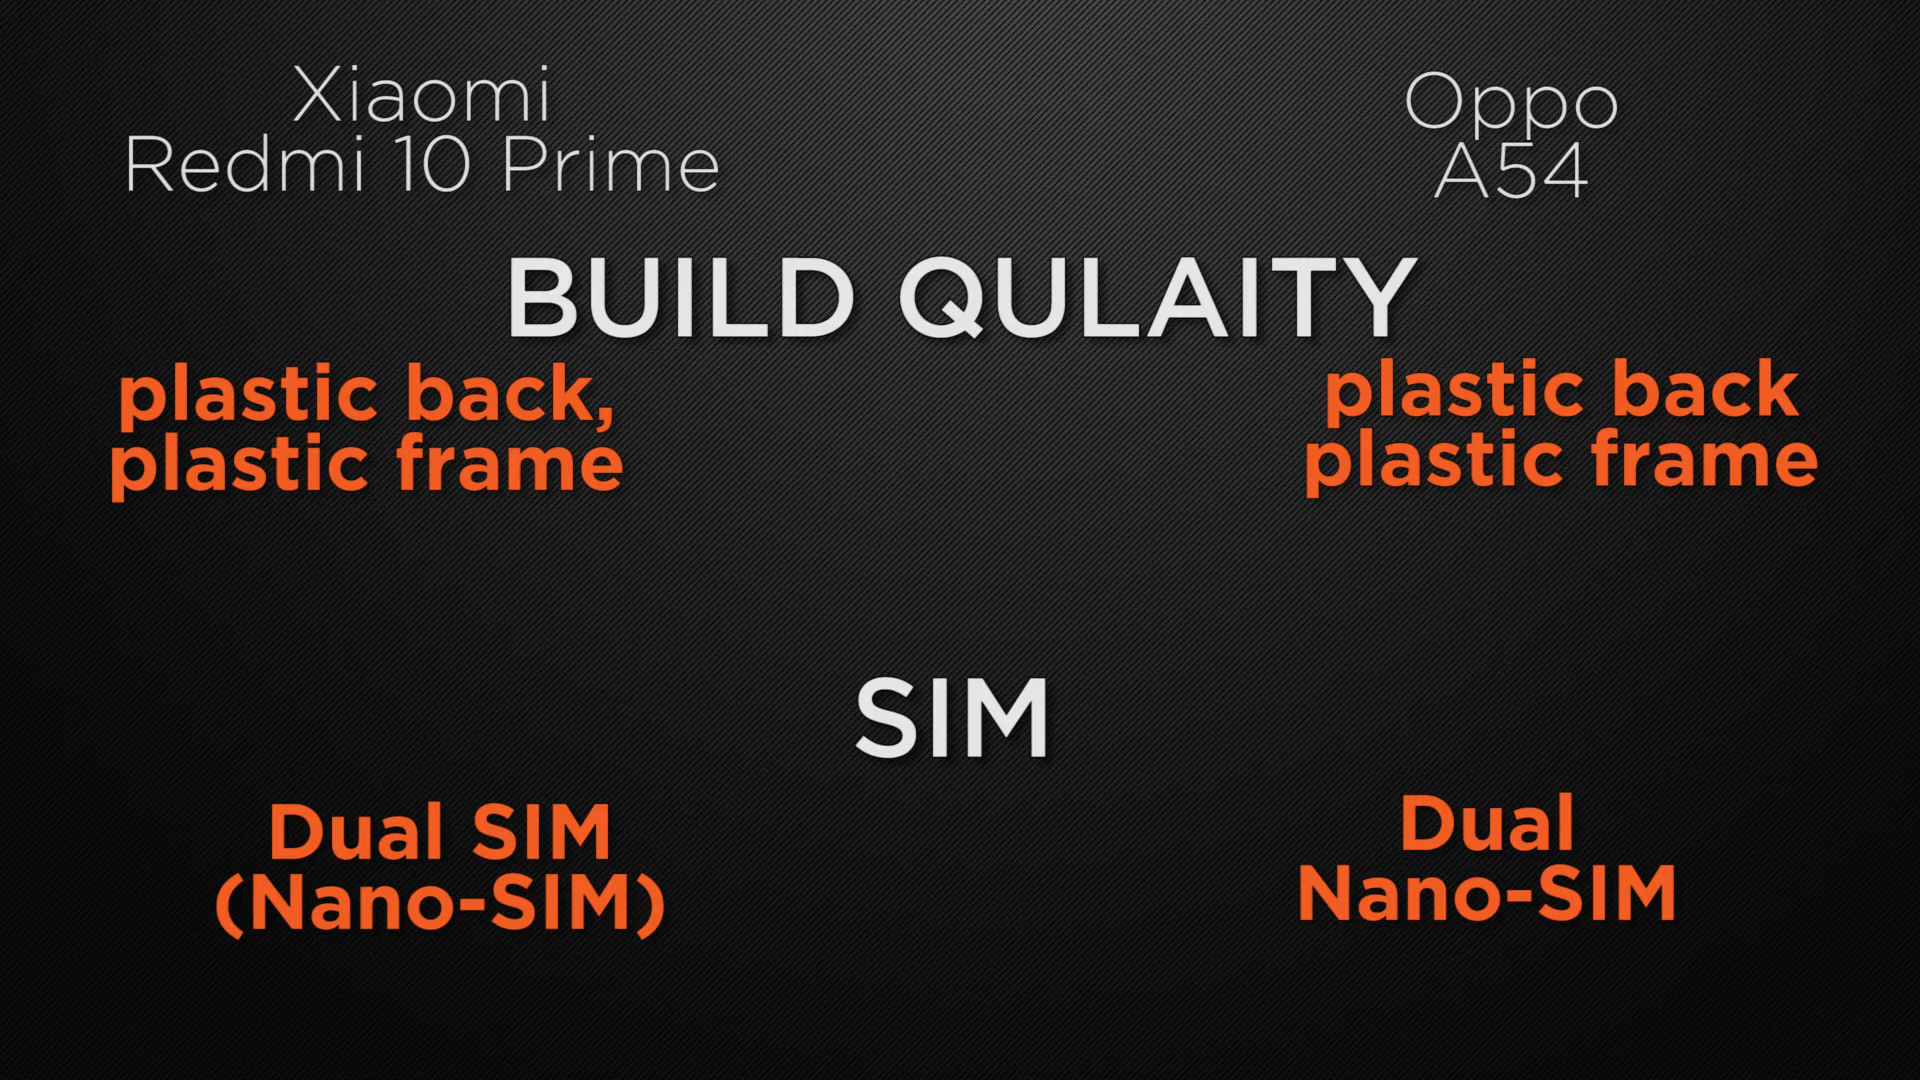 Xiaomi
Redmi 10 Prime
Oppo
A54
BUILD QULAITY
plastic back,
plastic frame
plastic back
plastic frame
SIM
Dual SIM
(Nano-SIM)
Dual
Nano-SIM